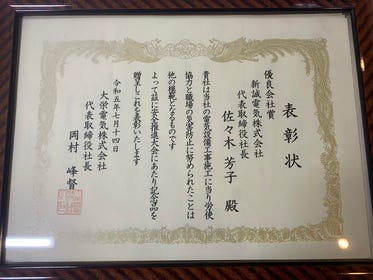 表彰状
優良会社賞
新誠電気株式会社
代表取締役社長
佐々木 芳子 殿
貴社は当社の電気設備工事施工に当り労使
協力と職場の災害防止に努められたことは
他の模範となるものです
よって茲に安全推進大会にあたり記念品を
贈呈しこれを表彰いたします
令和五年七月十四日
大栄電気株式会社
代表取締役社長
岡村 峰督